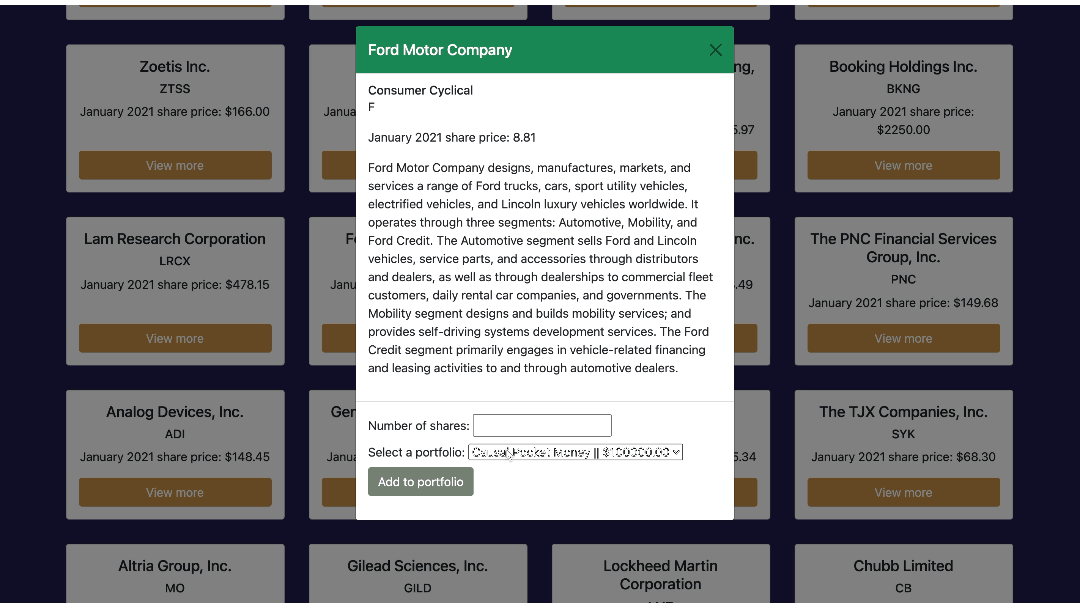 Zoetis Inc.
ZTSS
January 2021 share price: $166.00
View more
Janua
Ford Motor Company
Consumer Cyclical
F
January 2021 share price: 8.81
Ford Motor Company designs, manufactures, markets, and
services a range of Ford trucks, cars, sport utility vehicles,
electrified vehicles, and Lincoln luxury vehicles worldwide. It
operates through three segments: Automotive, Mobility, and
Ford Credit. The Automotive segment sells Ford and Lincoln
vehicles, service parts, and accessories through distributors
and dealers, as well as through dealerships to commercial fleet
customers, daily rental car companies, and governments. The
Mobility segment designs and builds mobility services; and
provides self-driving systems development services. The Ford
Credit segment primarily engages in vehicle-related financing
and leasing activities to and through automotive dealers.
Number of shares:
Select a portfolio: Pocket Money ||
Add to portfolio
ng,
5.97
Booking Holdings Inc.
BKNG
January 2021 share price:
$2250.00
View more
Lam Research Corporation
LRCX
January 2021 share price: $478.15
View more
Fe
Janu
nc.
.49
The PNC Financial Services
Group, Inc.
PNC
January 2021 share price: $149.68
View more
Analog Devices, Inc.
ADI
January 2021 share price: $148.45
View more
Ger
Janua
5.34
The TJX Companies, Inc.
SYK
January 2021 share price: $68.30
View more
Altria Group, Inc.
MO
Gilead Sciences, Inc.
GILD
Lockheed Martin
Corporation
Chubb Limited
CB